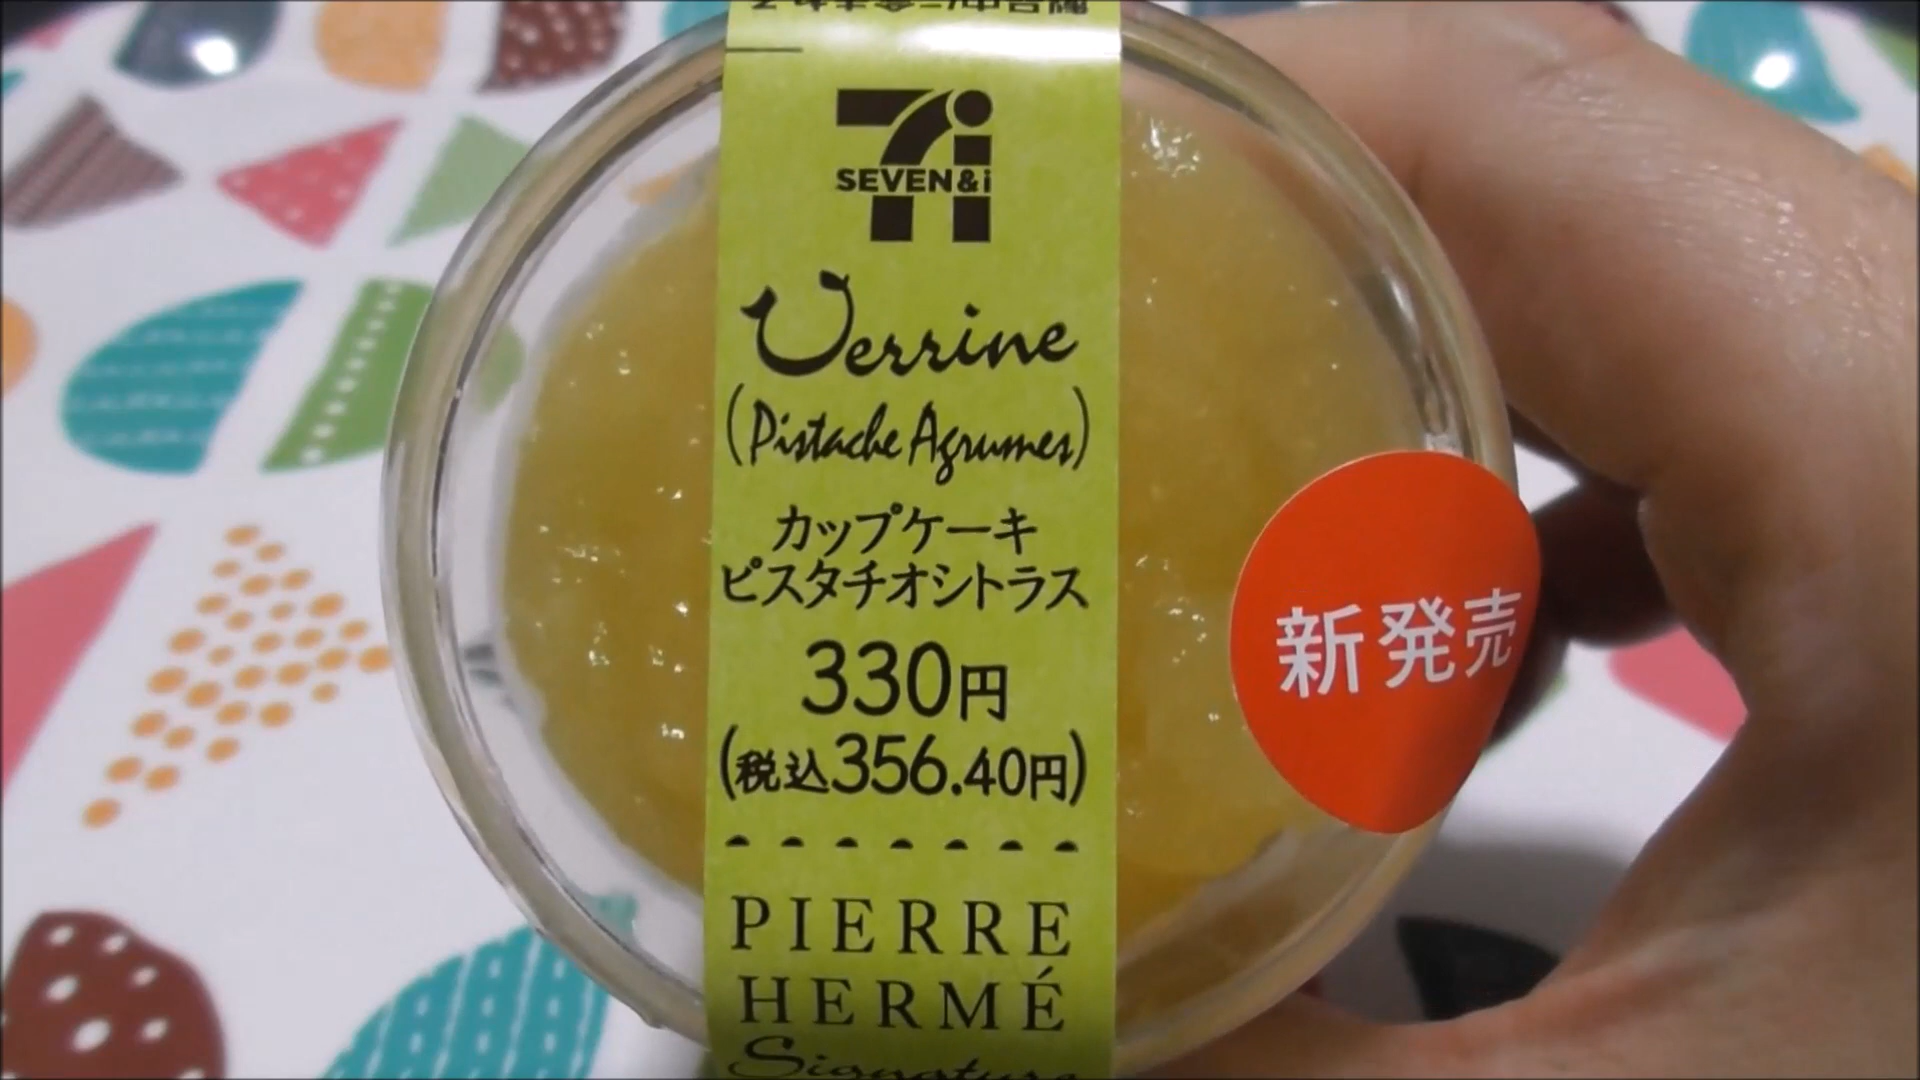 SEVEN&i
Verrine
(Pistache Agrumes)
カップケーキ
ピスタチオシトラス
330円
(税込356.40円)
新発売
PIERRE
HERMÉ
Signature